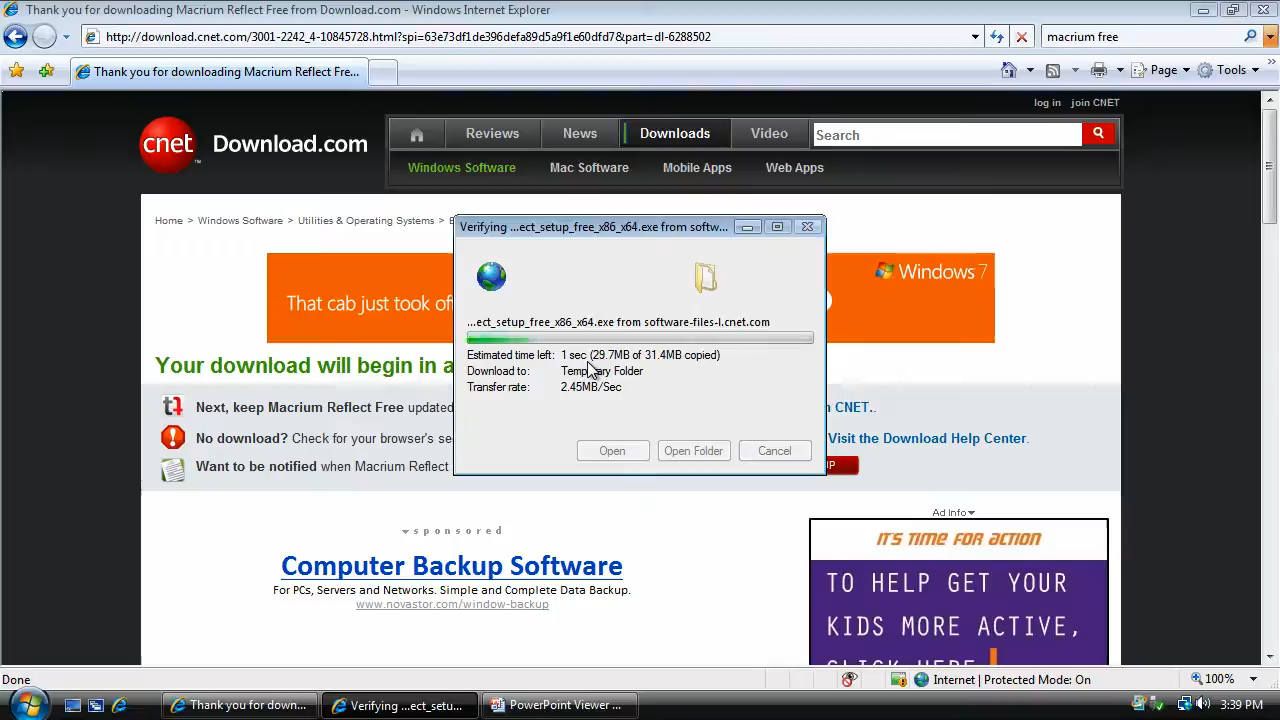 Thank you for downloading Macrium Reflect Free from Download.com - Windows Internet Explorer
http://download.cnet.com/3001-2242_4-10845728.html?spi=63e73df1de396defa89d5a9f1e60dfd7&part=dl-6288502
macrium free
Thank you for downloading Macrium Reflect Fre...
Page
Tools
log in join CNET
cnet Download.com
Reviews News Downloads Video
Search
Windows Software Mac Software Mobile Apps Web Apps
Home > Windows Software > Utilities & Operating Systems >
Verifying ...ect_setup_free_x86_x64.exe from softw...
That cab just took of
Windows 7
...ect_setup_free_x86_x64.exe from software-files-l.cnet.com
Estimated time left: 1 sec (29.7MB of 31.4MB copied)
Download to: Temporary Folder
Transfer rate: 2.45MB/Sec
Open Open Folder Cancel
Your download will begin in a
Next, keep Macrium Reflect Free updated
CNET..
No download? Check for your browser's se
Visit the Download Help Center.
Want to be notified when Macrium Reflect
IP
sponsored
Computer Backup Software
For PCs, Servers and Networks. Simple and Complete Data Backup.
www.novastor.com/window-backup
Ad Info
IT'S TIME FOR ACTION
TO HELP GET YOUR
KIDS MORE ACTIVE,
CLICK HERE
Done
Internet | Protected Mode: On
100%
Thank you for down...
Verifying ...ect_setu...
PowerPoint Viewer ...
3:39 PM